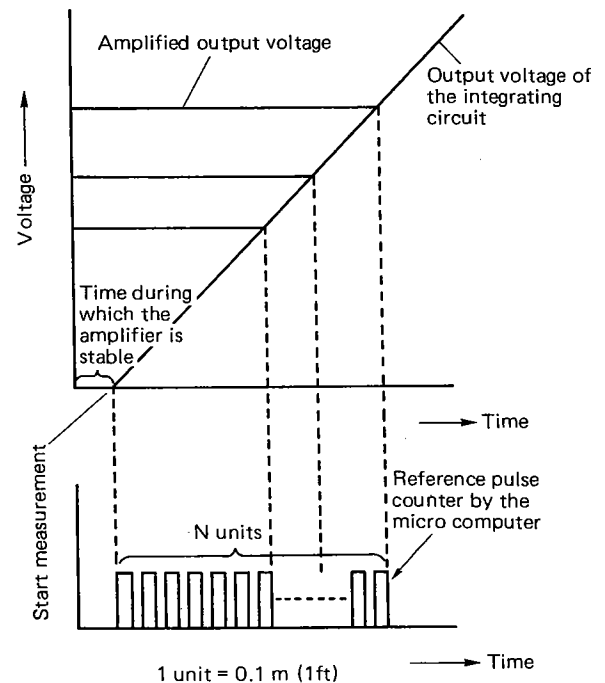 Amplified output voltage
Output voltage of
the integrating
circuit
Voltage
Time during
which the
amplifier is
stable
Time
Start measurement
Reference pulse
counter by the
micro computer
N units
Time
1 unit = 0.1 m (1ft)